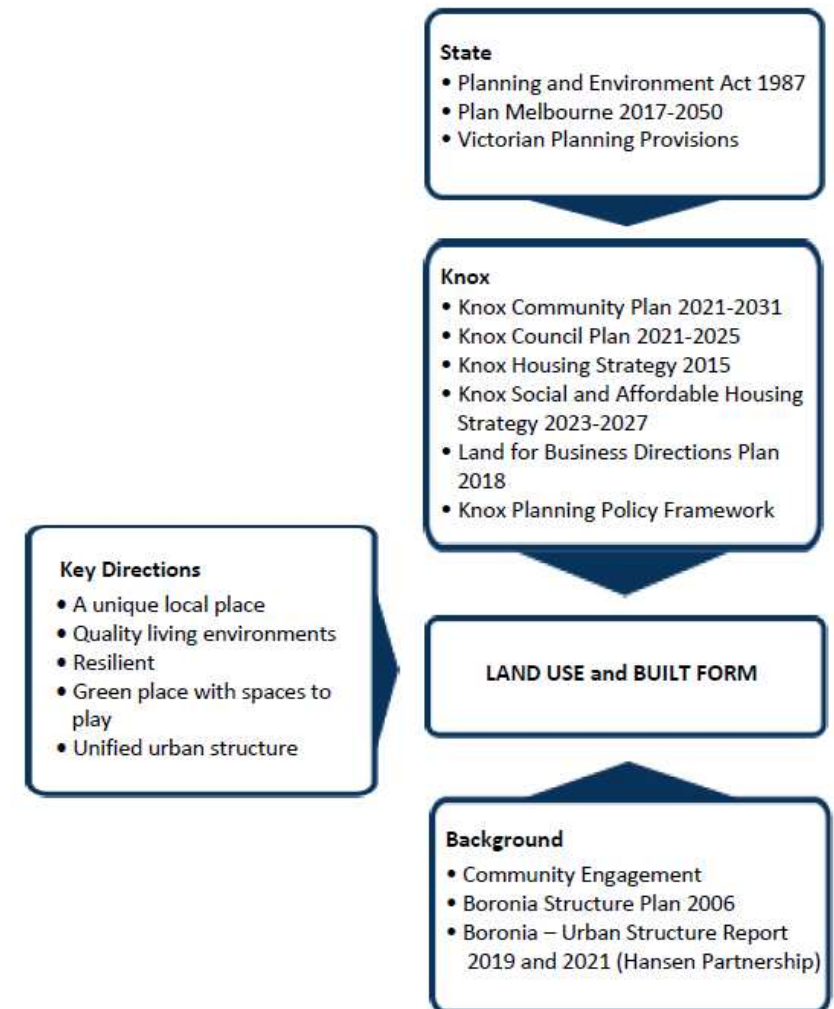 State
• Planning and Environment Act 1987
• Plan Melbourne 2017-2050
• Victorian Planning Provisions
Knox
• Knox Community Plan 2021-2031
• Knox Council Plan 2021-2025
• Knox Housing Strategy 2015
• Knox Social and Affordable Housing
Strategy 2023-2027
• Land for Business Directions Plan
2018
• Knox Planning Policy Framework
Key Directions
• A unique local place
• Quality living environments
• Resilient
• Green place with spaces to
play
• Unified urban structure
LAND USE and BUILT FORM
Background
• Community Engagement
• Boronia Structure Plan 2006
• Boronia – Urban Structure Report
2019 and 2021 (Hansen Partnership)